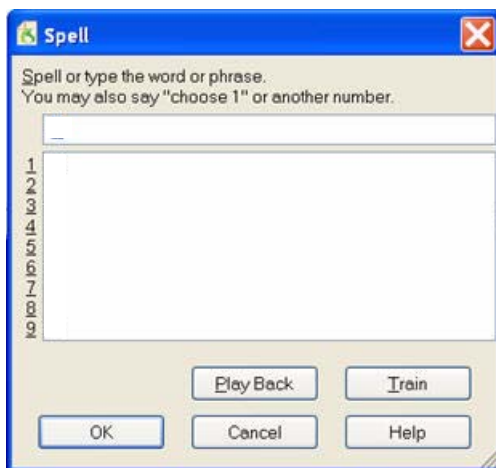 Spell
Spell or type the word or phrase.
You may also say "choose 1" or another number.
1
2
3
4
5
6
7
8
9
Play Back Train
OK Cancel Help